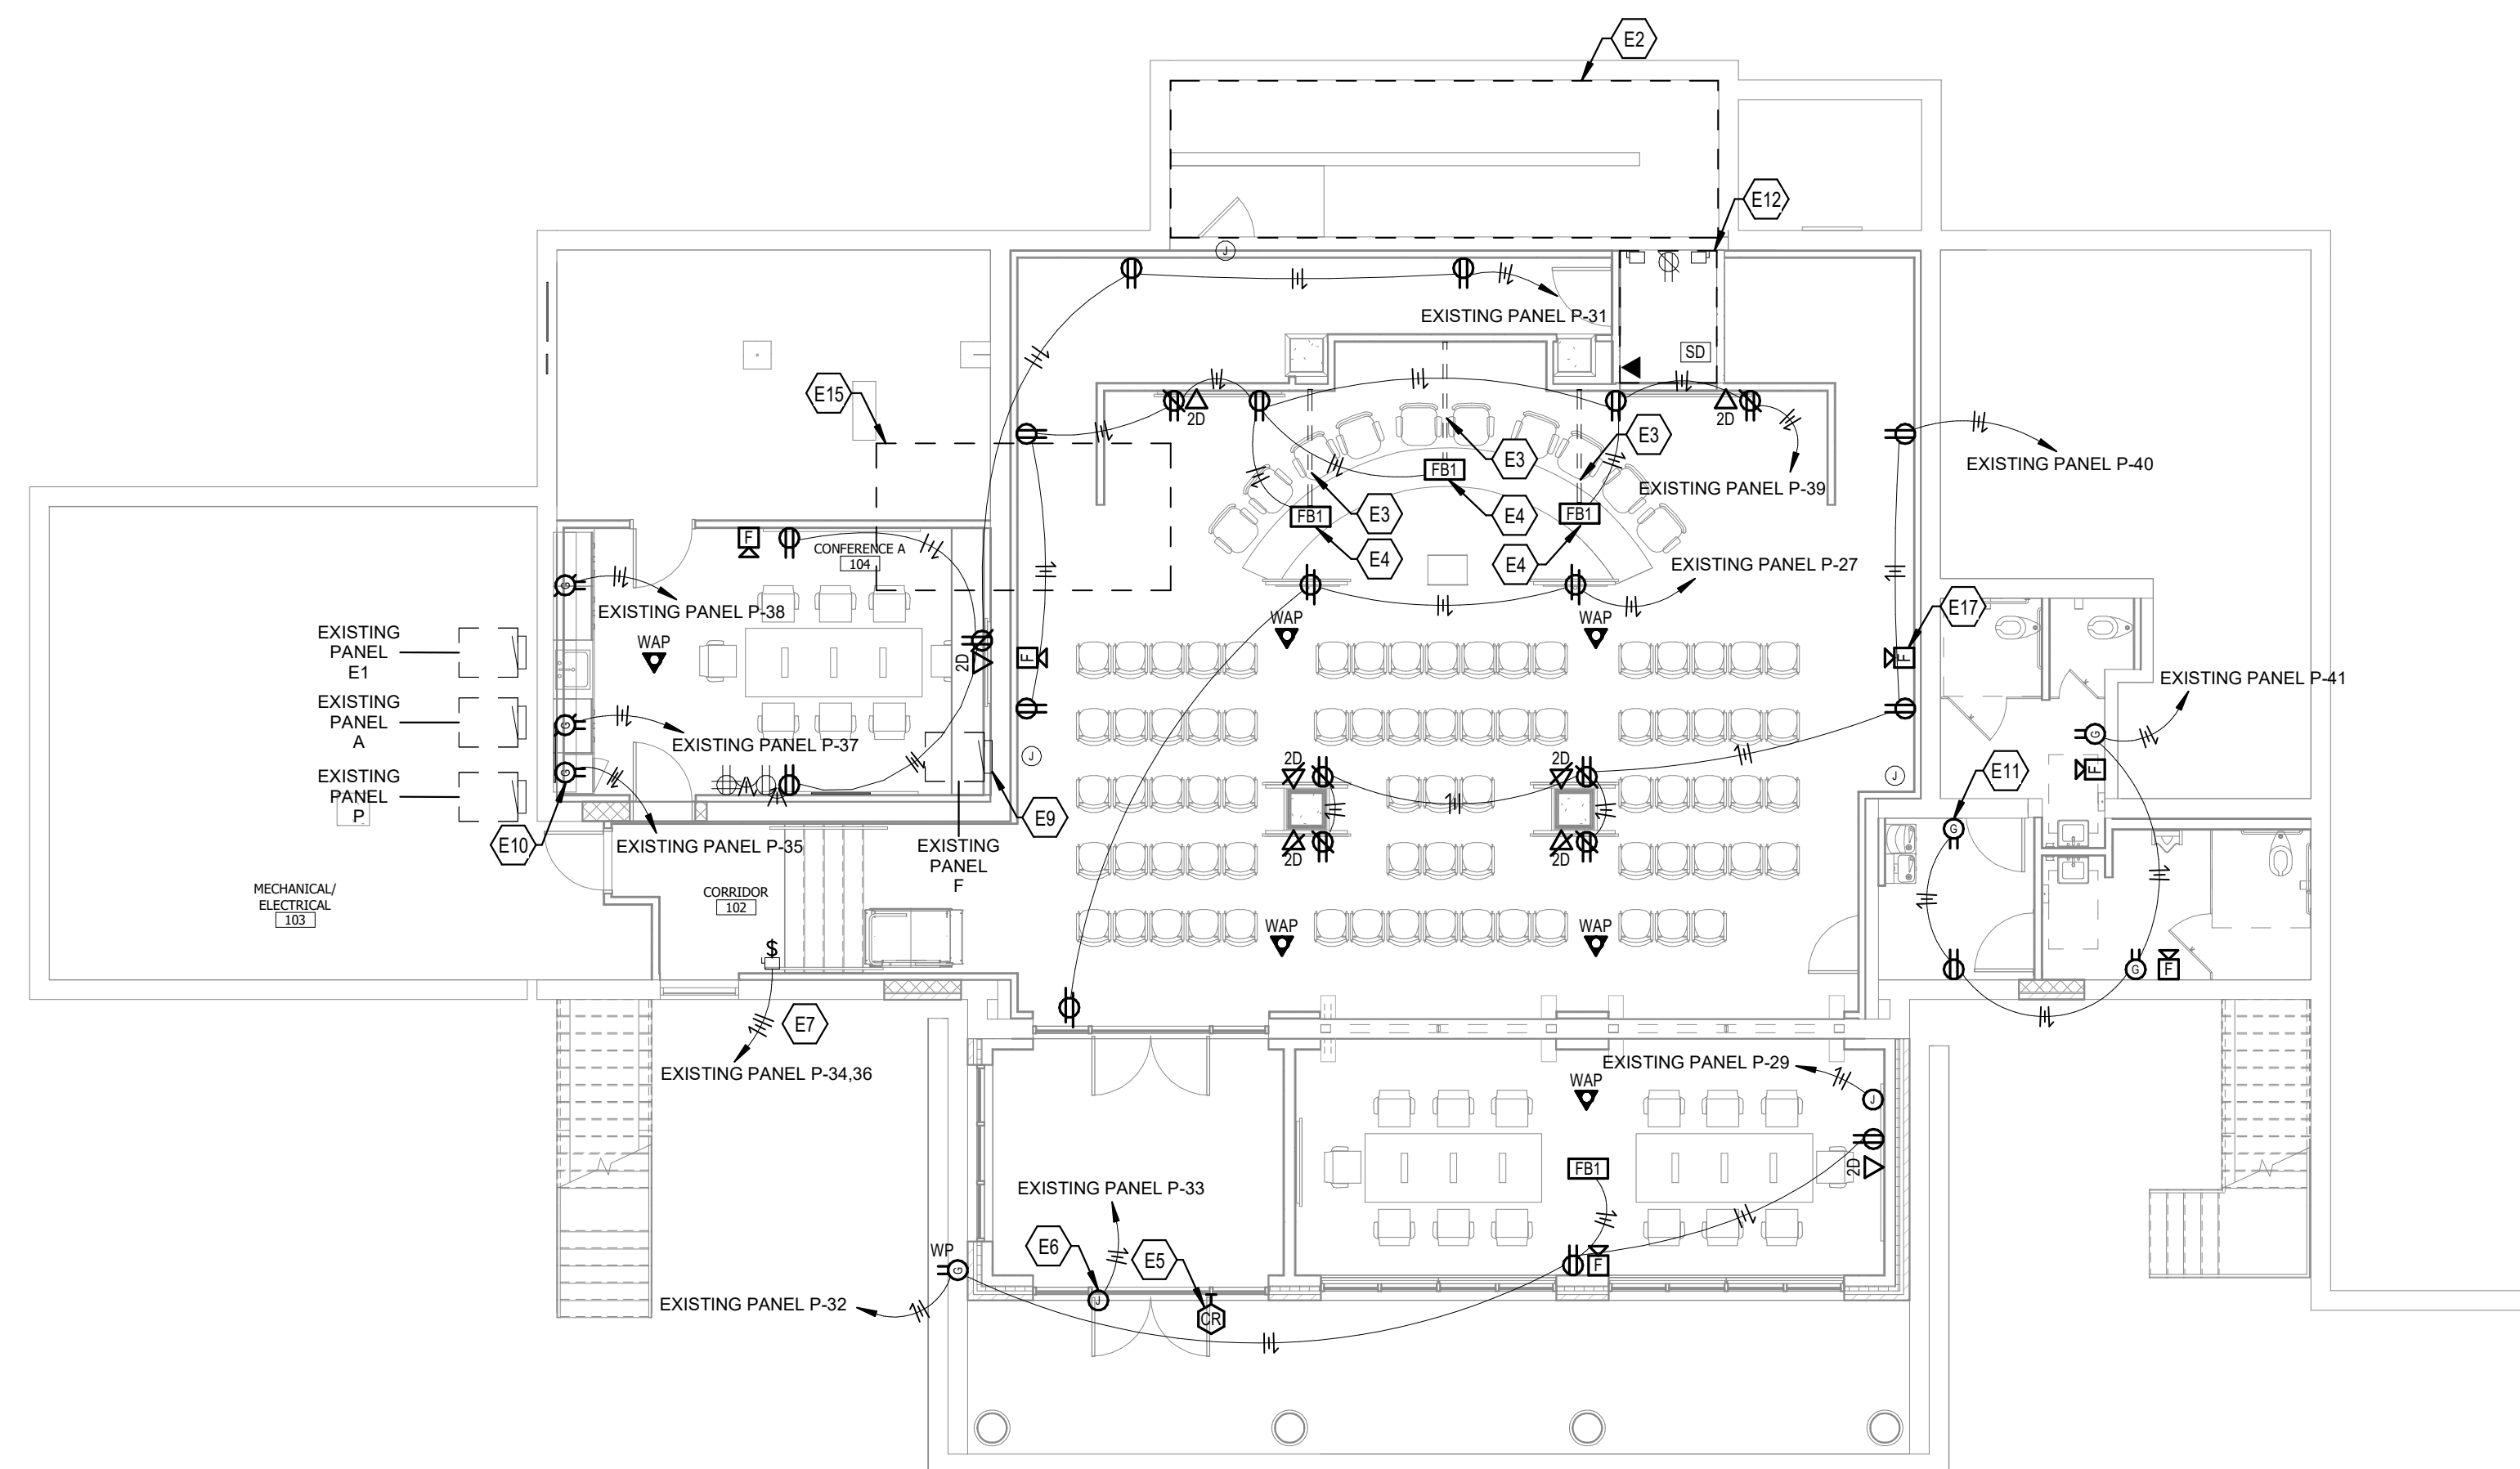 E2
E12
J
EXISTING PANEL P-31
SD
E15
2D
2D
E3
E3
EXISTING PANEL P-40
FB1
EXISTING PANEL P-39
E3
E4
FB1
FB1
F
CONFERENCE A
104
E4
E4
EXISTING PANEL P-27
G
EXISTING PANEL P-38
E17
WAP
WAP
EXISTING
PANEL
E1
WAP
2D
F
F
EXISTING PANEL P-41
EXISTING
PANEL
A
G
EXISTING PANEL P-37
G
J
2D
2D
F
E11
J
EXISTING
PANEL
P
G
E9
G
E10
EXISTING PANEL P-35
EXISTING
PANEL
F
2D
2D
MECHANICAL/
ELECTRICAL
103
CORRIDOR
102
WAP
WAP
$
G
F
E7
EXISTING PANEL P-34,36
EXISTING PANEL P-29
WAP
J
FB1
2D
EXISTING PANEL P-33
WP
E6
E5
G
F
EXISTING PANEL P-32
J
CR